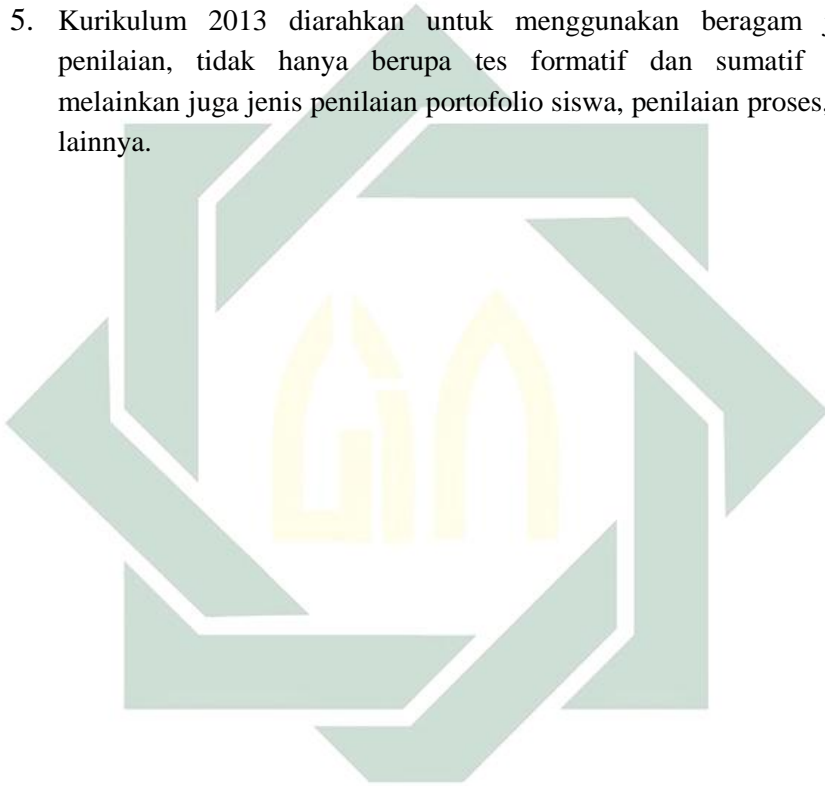 5. Kurikulum 2013 diarahkan untuk menggunakan beragam
penilaian, tidak hanya berupa tes formatif dan sumatif
melainkan juga jenis penilaian portofolio siswa, penilaian proses,
lainnya.